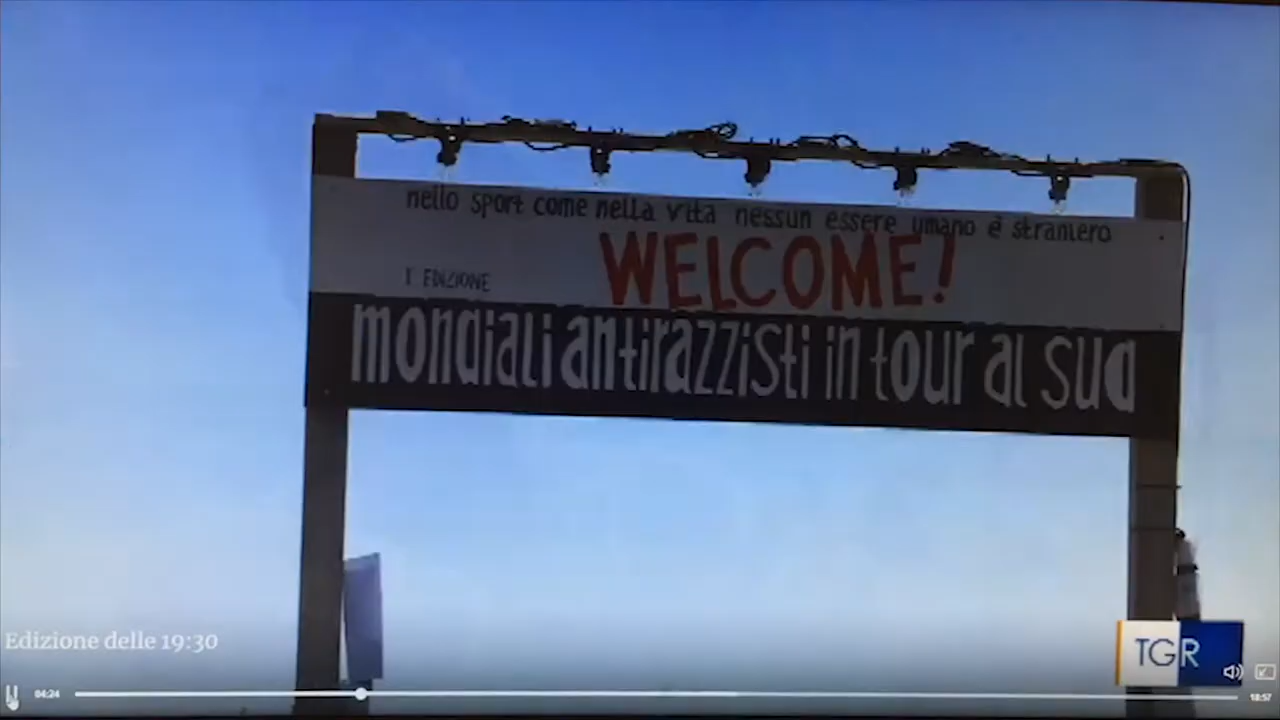 nello sport come nella vita nessun essere umano è straniero
WELCOME!
I EDIZIONE
mondiali antirazzisti in tour al sud
Edizione delle 19:30
TGR
04:24
18:57